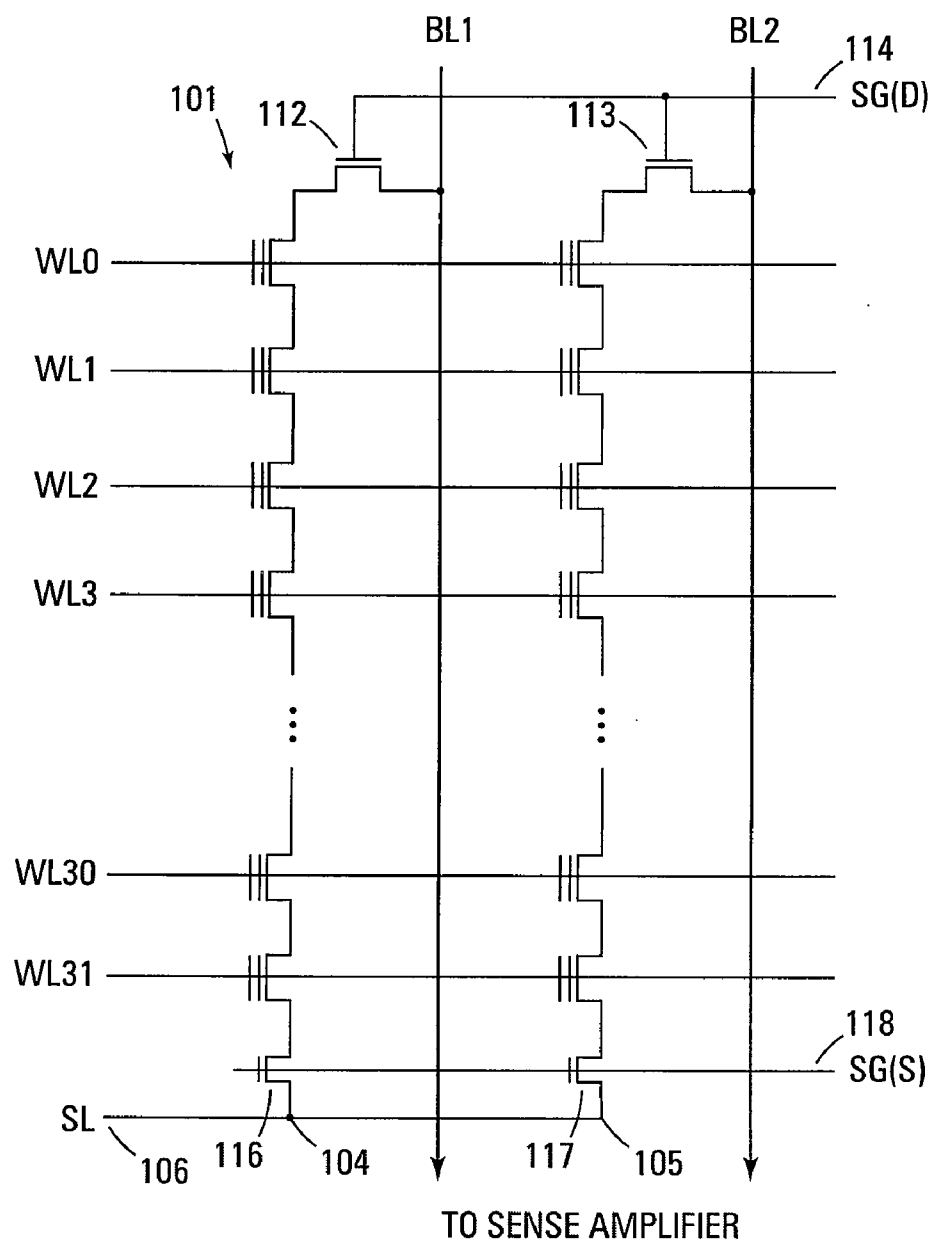 BL1
BL2
114
SG(D)
101
112
113
WL0
WL1
WL2
WL3
WL30
WL31
118
SG(S)
SL
106
116
104
117
105
TO SENSE AMPLIFIER